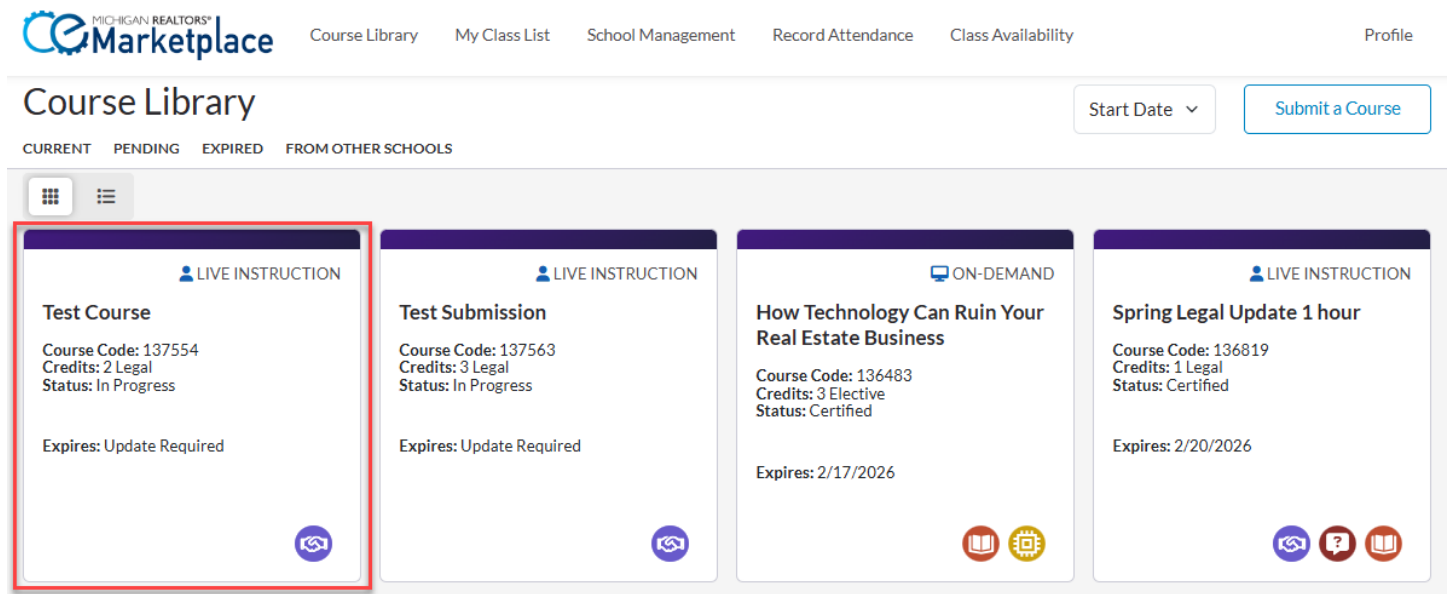 MICHIGAN REALTORS®
CE Marketplace
Course Library My Class List School Management Record Attendance Class Availability Profile
Course Library
Start Date
Submit a Course
CURRENT PENDING EXPIRED FROM OTHER SCHOOLS
LIVE INSTRUCTION
Test Course
Course Code: 137554
Credits: 2 Legal
Status: In Progress
Expires: Update Required
LIVE INSTRUCTION
Test Submission
Course Code: 137563
Credits: 3 Legal
Status: In Progress
Expires: Update Required
ON-DEMAND
How Technology Can Ruin Your
Real Estate Business
Course Code: 136483
Credits: 3 Elective
Status: Certified
Expires: 2/17/2026
LIVE INSTRUCTION
Spring Legal Update 1 hour
Course Code: 136819
Credits: 1 Legal
Status: Certified
Expires: 2/20/2026
?